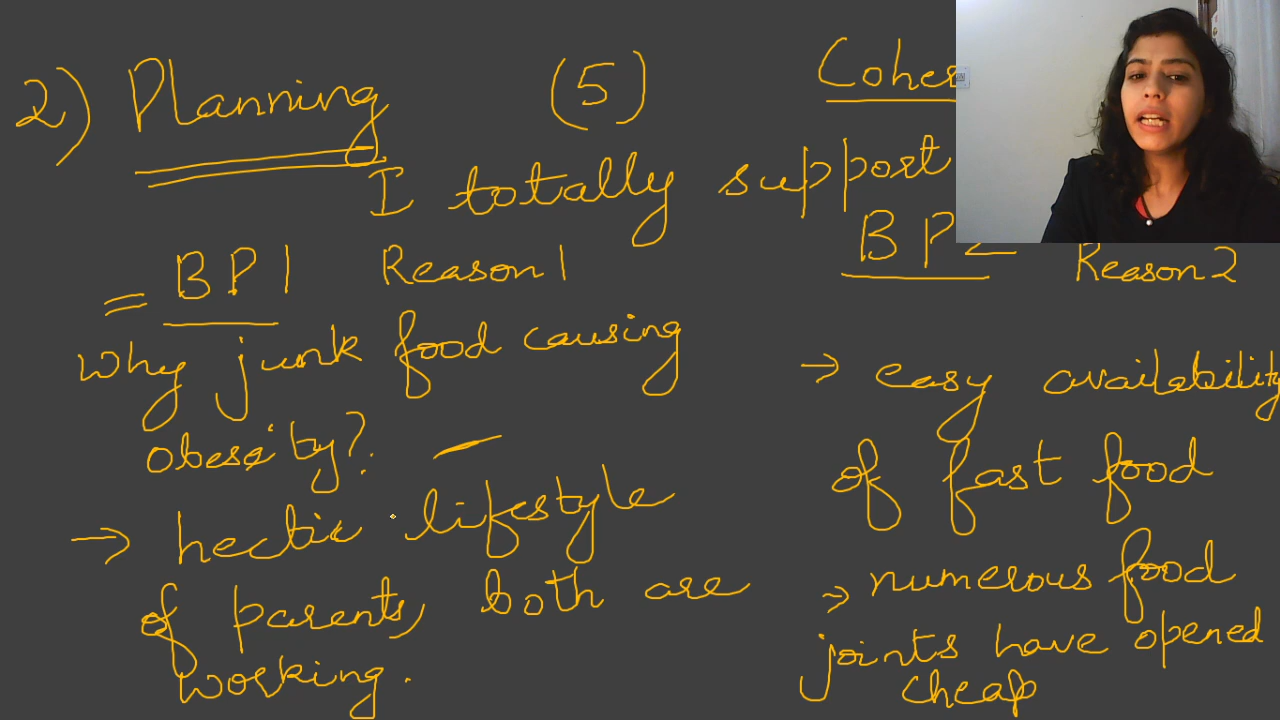 2) Planning (5) Cohe
I totally support
= BP1 Reason 1 BP2 Reason 2
Why junk food causing
obesity?
→ hectic lifestyle
of parents, both are
working.
→ easy availability
of fast food
→ numerous food
joints have opened
cheap